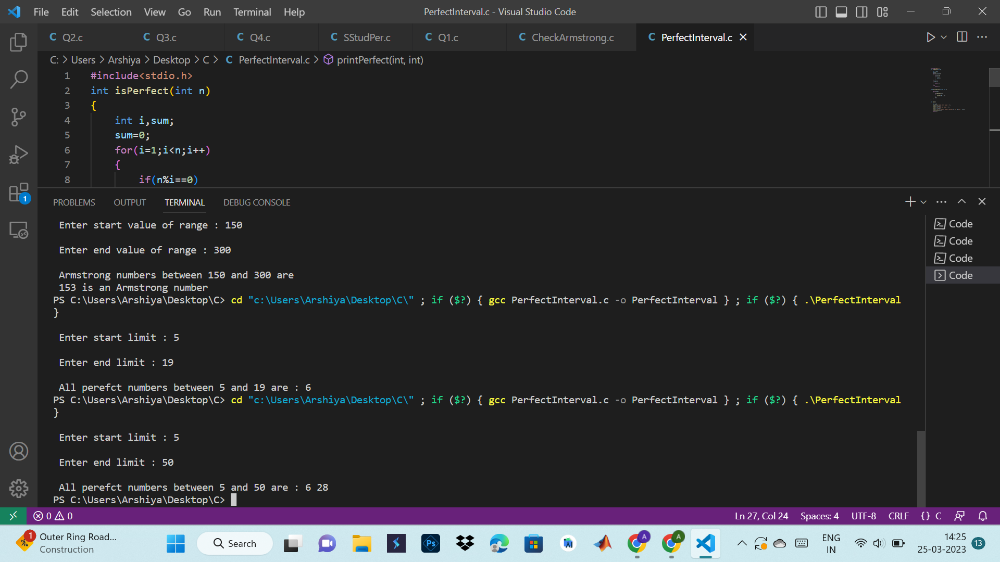 File Edit Selection View Go Run Terminal Help
PerfectInterval.c - Visual Studio Code
C Q2.c C Q3.c C Q4.c C SStudPer.c C Q1.c C CheckArmstrong.c C PerfectInterval.c
C: > Users > Arshiya > Desktop > C > C PerfectInterval.c > printPerfect(int, int)
1 #include<stdio.h>
2 int isPerfect(int n)
3 {
4 int i,sum;
5 sum=0;
6 for(i=1;i<n;i++)
7 {
8 if(n%i==0)
1
PROBLEMS OUTPUT TERMINAL DEBUG CONSOLE
Enter start value of range : 150
Enter end value of range : 300
Armstrong numbers between 150 and 300 are
153 is an Armstrong number
PS C:\Users\Arshiya\Desktop\C> cd "c:\Users\Arshiya\Desktop\C\" ; if ($?) { gcc PerfectInterval.c -o PerfectInterval } ; if ($?) { .\PerfectInterval
}
Enter start limit : 5
Enter end limit : 19
All perefct numbers between 5 and 19 are : 6
PS C:\Users\Arshiya\Desktop\C> cd "c:\Users\Arshiya\Desktop\C\" ; if ($?) { gcc PerfectInterval.c -o PerfectInterval } ; if ($?) { .\PerfectInterval
}
Enter start limit : 5
Enter end limit : 50
All perefct numbers between 5 and 50 are : 6 28
PS C:\Users\Arshiya\Desktop\C>
Code
Code
Code
Code
0 0
Ln 27, Col 24 Spaces: 4 UTF-8 CRLF {} C
1
Outer Ring Road...
Construction
Search
Ps
A
A
ENG
IN
14:25
25-03-2023
13